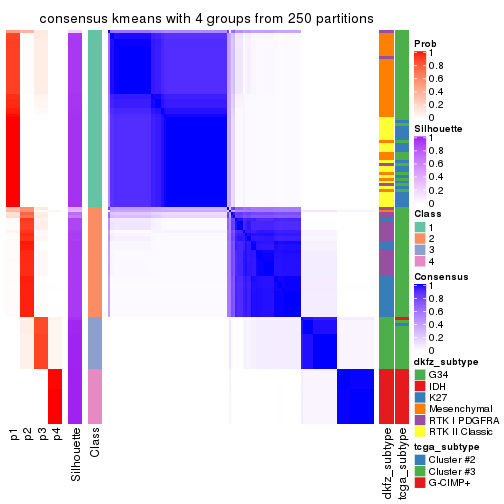 consensus kmeans with 4 groups from 250 partitions
Prob
1
0.8
0.6
0.4
0.2
0
Silhouette
1
0.8
0.6
0.4
0.2
0
Class
1
2
3
4
Consensus
1
0.8
0.6
0.4
0.2
0
dkfz_subtype
G34
IDH
K27
Mesenchymal
RTK I PDGFRA
RTK II Classic
tcga_subtype
Cluster #2
Cluster #3
G-CIMP+
p1
p2
p3
p4
Silhouette
Class
dkfz_subtype
tcga_subtype